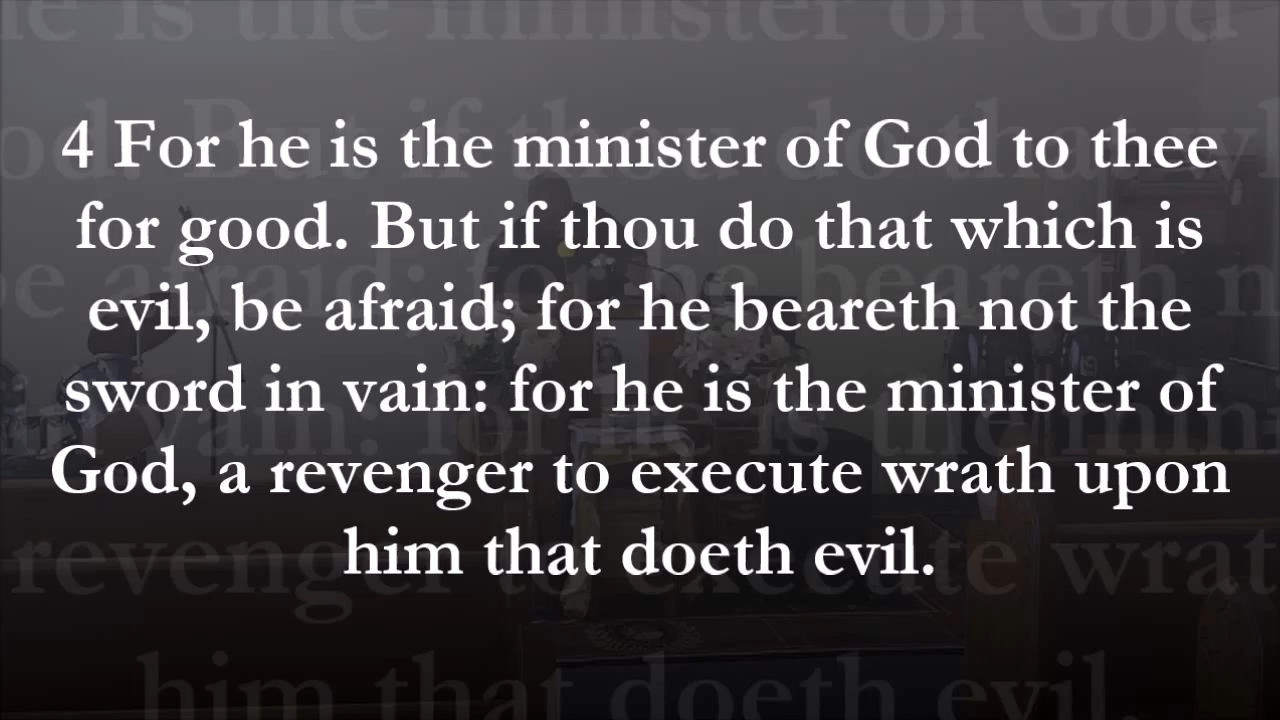 4 For he is the minister of God to thee
for good. But if thou do that which is
evil, be afraid; for he beareth not the
sword in vain: for he is the minister of
God, a revenger to execute wrath upon
him that doeth evil.